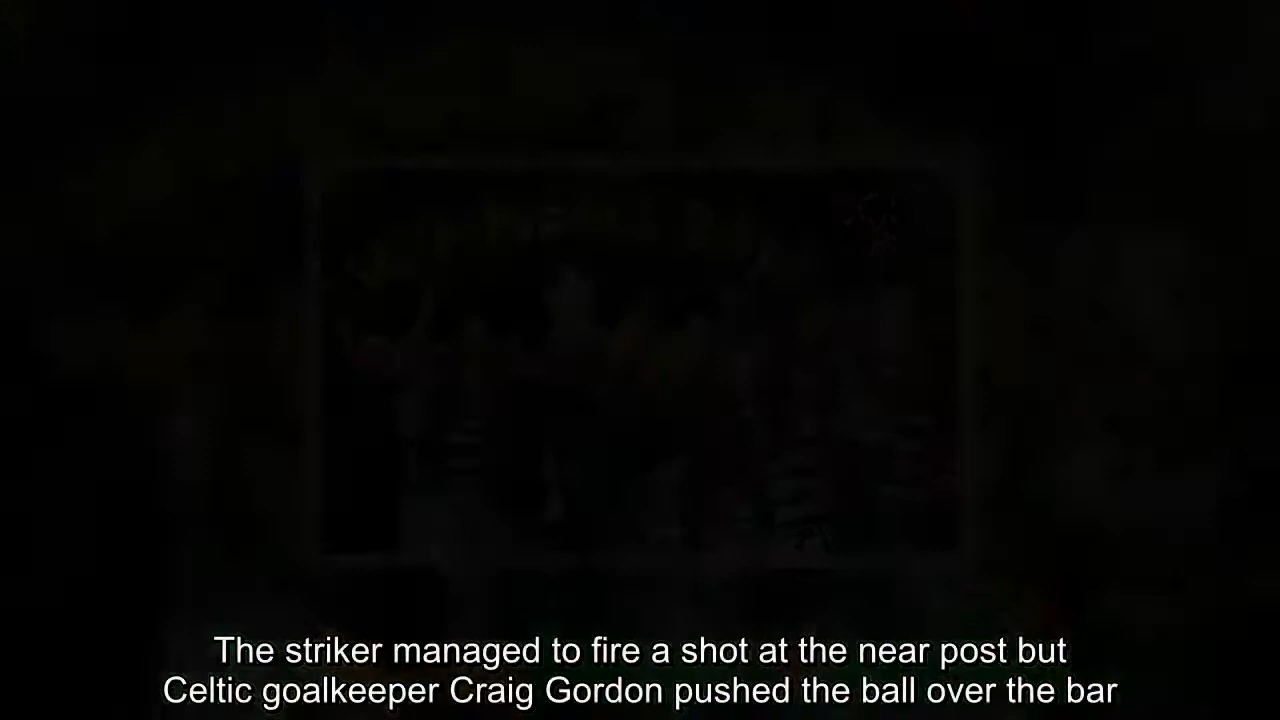 The striker managed to fire a shot at the near post but
Celtic goalkeeper Craig Gordon pushed the ball over the bar